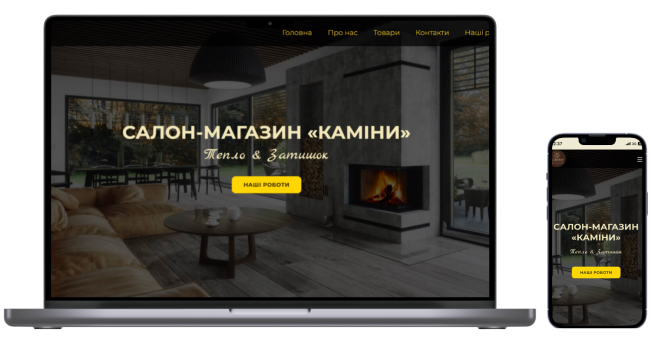 Головна Про нас Товари Контакти Наші р
САЛОН-МАГАЗИН «КАМІНИ»
Тепло & Затишок
НАШІ РОБОТИ
2:37
САЛОН-МАГАЗИН
«КАМІНИ»
Тепло & Затишок
НАШІ РОБОТИ